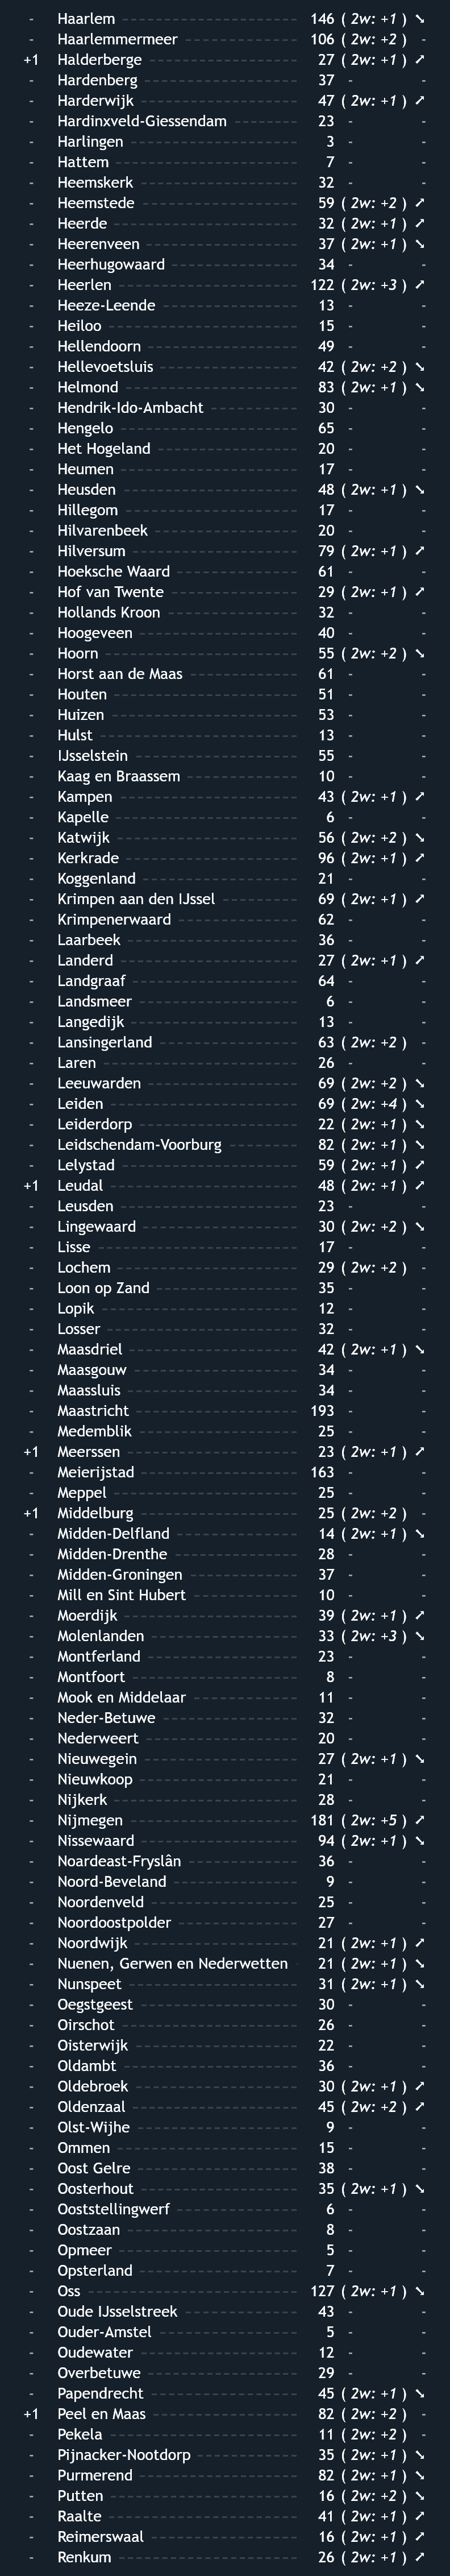 - Haarlem 146 ( 2w: +1 ) ↘
- Haarlemmermeer 106 ( 2w: +2 ) -
+1 Halderberge 27 ( 2w: +1 ) ↗
- Hardenberg 37 - -
- Harderwijk 47 ( 2w: +1 ) ↗
- Hardinxveld-Giessendam 23 - -
- Harlingen 3 - -
- Hattem 7 - -
- Heemskerk 32 - -
- Heemstede 59 ( 2w: +2 ) ↗
- Heerde 32 ( 2w: +1 ) ↗
- Heerenveen 37 ( 2w: +1 ) ↘
- Heerhugowaard 34 - -
- Heerlen 122 ( 2w: +3 ) ↗
- Heeze-Leende 13 - -
- Heiloo 15 - -
- Hellendoorn 49 - -
- Hellevoetsluis 42 ( 2w: +2 ) ↘
- Helmond 83 ( 2w: +1 ) ↘
- Hendrik-Ido-Ambacht 30 - -
- Hengelo 65 - -
- Het Hogeland 20 - -
- Heumen 17 - -
- Heusden 48 ( 2w: +1 ) ↘
- Hillegom 17 - -
- Hilvarenbeek 20 - -
- Hilversum 79 ( 2w: +1 ) ↗
- Hoeksche Waard 61 - -
- Hof van Twente 29 ( 2w: +1 ) ↗
- Hollands Kroon 32 - -
- Hoogeveen 40 - -
- Hoorn 55 ( 2w: +2 ) ↘
- Horst aan de Maas 61 - -
- Houten 51 - -
- Huizen 53 - -
- Hulst 13 - -
- IJsselstein 55 - -
- Kaag en Braassem 10 - -
- Kampen 43 ( 2w: +1 ) ↗
- Kapelle 6 - -
- Katwijk 56 ( 2w: +2 ) ↘
- Kerkrade 96 ( 2w: +1 ) ↗
- Koggenland 21 - -
- Krimpen aan den IJssel 69 ( 2w: +1 ) ↗
- Krimpenerwaard 62 - -
- Laarbeek 36 - -
- Landerd 27 ( 2w: +1 ) ↗
- Landgraaf 64 - -
- Landsmeer 6 - -
- Langedijk 13 - -
- Lansingerland 63 ( 2w: +2 ) -
- Laren 26 - -
- Leeuwarden 69 ( 2w: +2 ) ↘
- Leiden 69 ( 2w: +4 ) ↘
- Leiderdorp 22 ( 2w: +1 ) ↘
- Leidschendam-Voorburg 82 ( 2w: +1 ) ↘
- Lelystad 59 ( 2w: +1 ) ↗
+1 Leudal 48 ( 2w: +1 ) ↗
- Leusden 23 - -
- Lingewaard 30 ( 2w: +2 ) ↘
- Lisse 17 - -
- Lochem 29 ( 2w: +2 ) -
- Loon op Zand 35 - -
- Lopik 12 - -
- Losser 32 - -
- Maasdriel 42 ( 2w: +1 ) ↘
- Maasgouw 34 - -
- Maassluis 34 - -
- Maastricht 193 - -
- Medemblik 25 - -
+1 Meerssen 23 ( 2w: +1 ) ↗
- Meierijstad 163 - -
- Meppel 25 - -
+1 Middelburg 25 ( 2w: +2 ) -
- Midden-Delfland 14 ( 2w: +1 ) ↘
- Midden-Drenthe 28 - -
- Midden-Groningen 37 - -
- Mill en Sint Hubert 10 - -
- Moerdijk 39 ( 2w: +1 ) ↗
- Molenlanden 33 ( 2w: +3 ) ↘
- Montferland 23 - -
- Montfoort 8 - -
- Mook en Middelaar 11 - -
- Neder-Betuwe 32 - -
- Nederweert 20 - -
- Nieuwegein 27 ( 2w: +1 ) ↘
- Nieuwkoop 21 - -
- Nijkerk 28 - -
- Nijmegen 181 ( 2w: +5 ) ↗
- Nissewaard 94 ( 2w: +1 ) ↘
- Noardeast-Fryslân 36 - -
- Noord-Beveland 9 - -
- Noordenveld 25 - -
- Noordoostpolder 27 - -
- Noordwijk 21 ( 2w: +1 ) ↗
- Nuenen, Gerwen en Nederwetten 21 ( 2w: +1 ) ↘
- Nunspeet 31 ( 2w: +1 ) ↘
- Oegstgeest 30 - -
- Oirschot 26 - -
- Oisterwijk 22 - -
- Oldambt 36 - -
- Oldebroek 30 ( 2w: +1 ) ↗
- Oldenzaal 45 ( 2w: +2 ) ↗
- Olst-Wijhe 9 - -
- Ommen 15 - -
- Oost Gelre 38 - -
- Oosterhout 35 ( 2w: +1 ) ↘
- Ooststellingwerf 6 - -
- Oostzaan 8 - -
- Opmeer 5 - -
- Opsterland 7 - -
- Oss 127 ( 2w: +1 ) ↘
- Oude IJsselstreek 43 - -
- Ouder-Amstel 5 - -
- Oudewater 12 - -
- Overbetuwe 29 - -
- Papendrecht 45 ( 2w: +1 ) ↘
+1 Peel en Maas 82 ( 2w: +2 ) -
- Pekela 11 ( 2w: +2 ) -
- Pijnacker-Nootdorp 35 ( 2w: +1 ) ↘
- Purmerend 82 ( 2w: +1 ) ↘
- Putten 16 ( 2w: +2 ) ↘
- Raalte 41 ( 2w: +1 ) ↗
- Reimerswaal 16 ( 2w: +1 ) ↗
- Renkum 26 ( 2w: +1 ) ↗